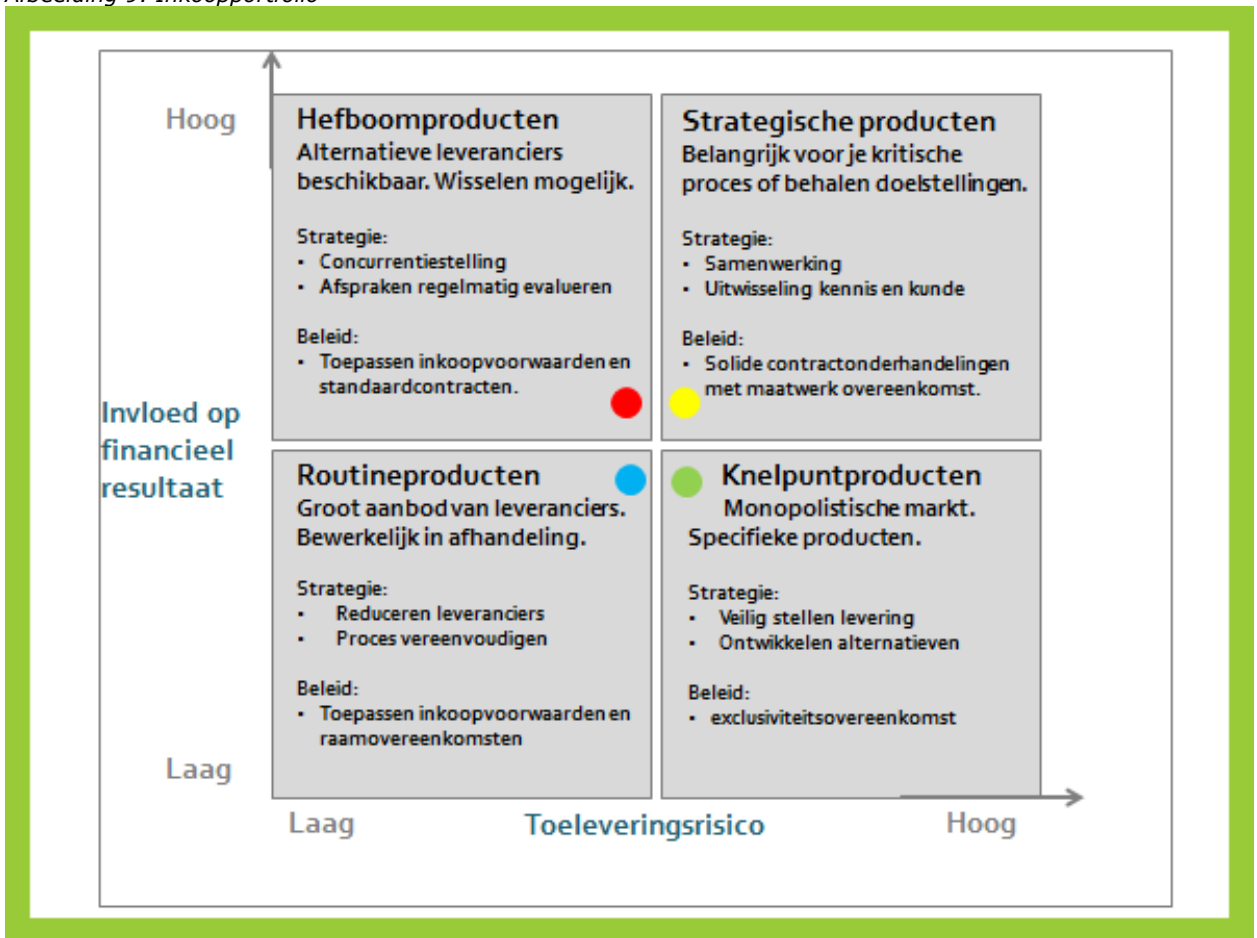 Afbeelding 9: Inkoopportfolio
Hoog
Hefboomproducten
Alternatieve leveranciers
beschikbaar. Wisselen mogelijk.
Strategie:
• Concurrentiestelling
• Afspraken regelmatig evalueren
Beleid:
• Toepassen inkoopvoorwaarden en
standaardcontracten.
Strategische producten
Belangrijk voor je kritische
proces of behalen doelstellingen.
Strategie:
• Samenwerking
• Uitwisseling kennis en kunde
Beleid:
• Solide contractonderhandelingen
met maatwerk overeenkomst.
Invloed op
financieel
resultaat
Routineproducten
Groot aanbod van leveranciers.
Bewerkelijk in afhandeling.
Strategie:
• Reduceren leveranciers
• Proces vereenvoudigen
Beleid:
• Toepassen inkoopvoorwaarden en
raamovereenkomsten
Knelpuntproducten
Monopolistische markt.
Specifieke producten.
Strategie:
• Veilig stellen levering
• Ontwikkelen alternatieven
Beleid:
• exclusiviteitsovereenkomst
Laag
Laag
Toeleveringsrisico
Hoog